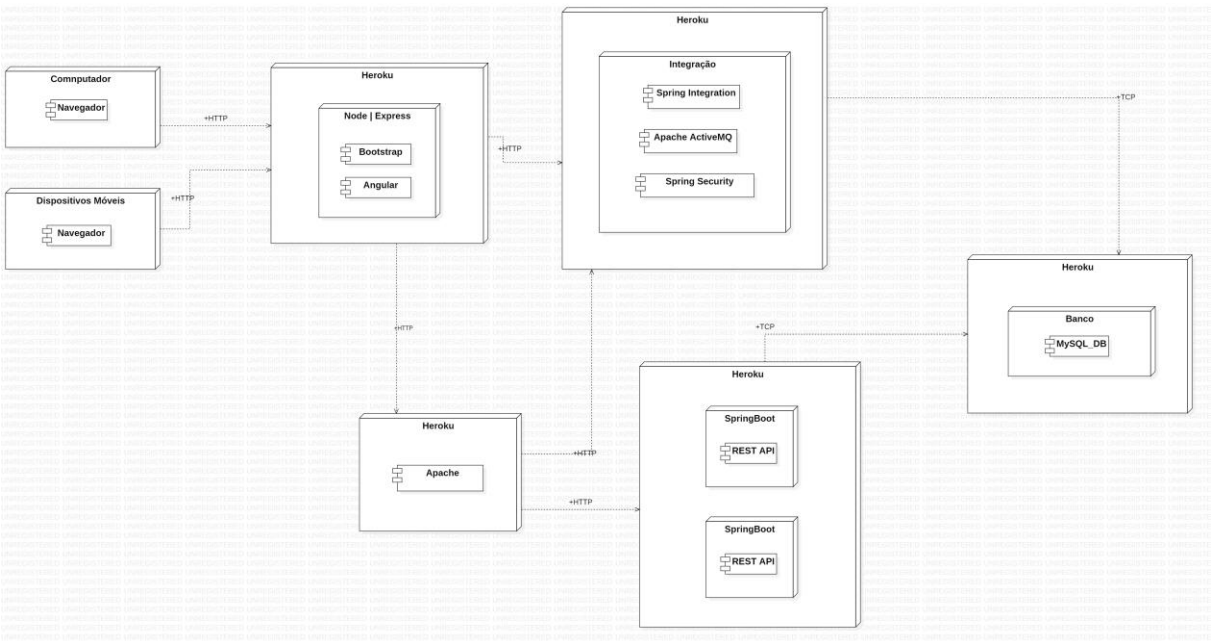 Heroku
Integração
Spring Integration
Apache ActiveMQ
Spring Security
Comnputador
Navegador
+HTTP
Heroku
Node | Express
Bootstrap
Angular
+HTTP
+TCP
Dispositivos Móveis
Navegador
+HTTP
Heroku
Banco
MySQL_DB
+HTTP
+TCP
Heroku
SpringBoot
REST API
SpringBoot
REST API
Heroku
Apache
+HTTP
+HTTP
UNREGISTERED